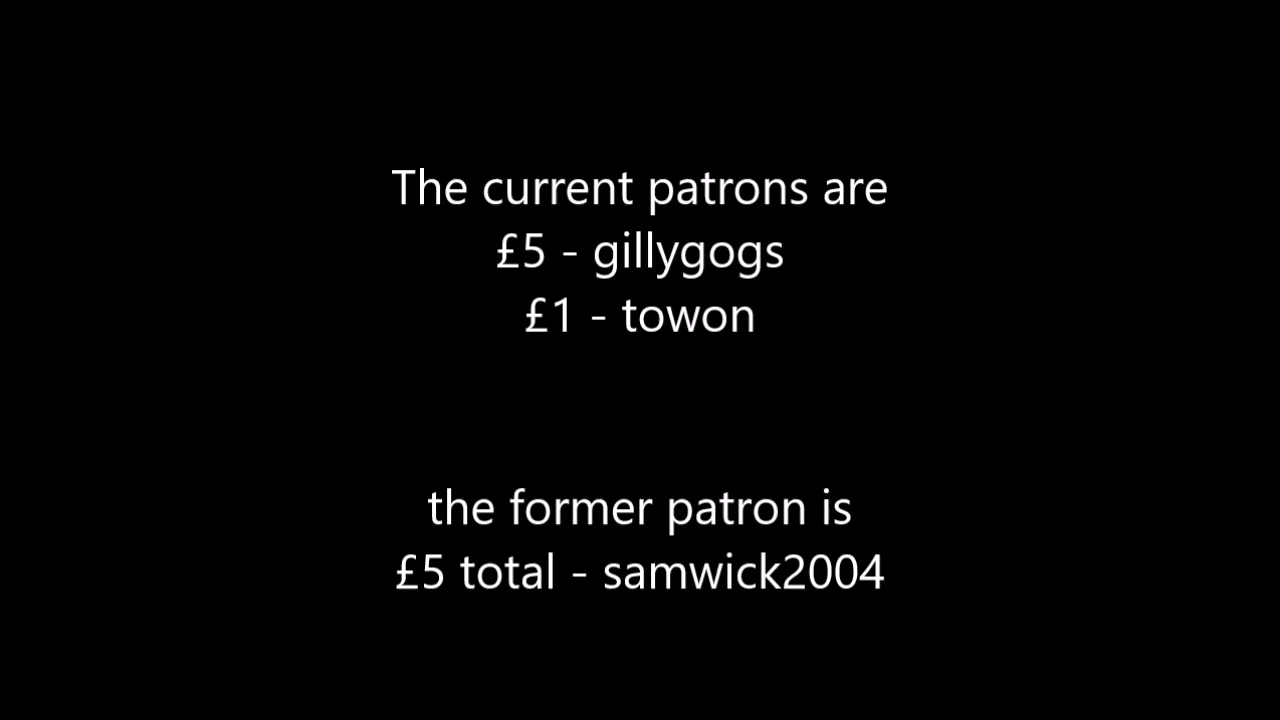 The current patrons are
£5 - gillygogs
£1 - towon
the former patron is
£5 total - samwick2004